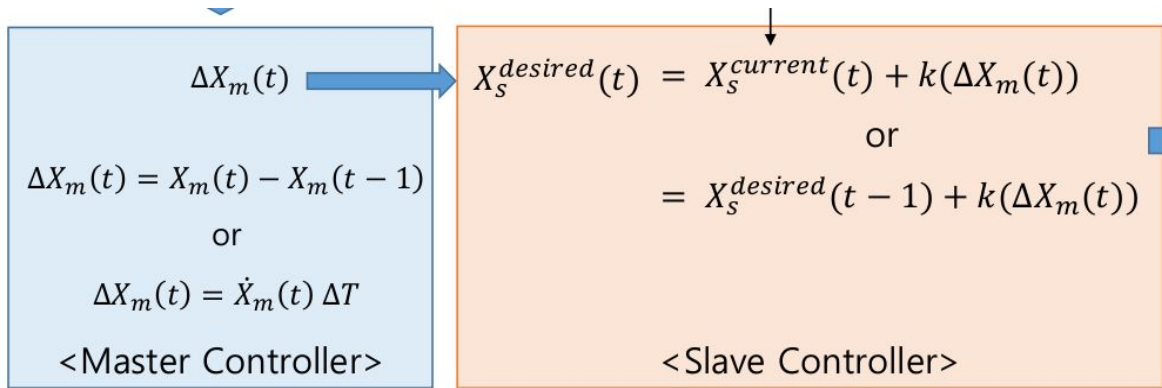 ΔX_m(t)
ΔX_m(t) = X_m(t) − X_m(t − 1)
or
ΔX_m(t) = Ẋ_m(t) ΔT
<Master Controller>
X_s^{desired}(t) = X_s^{current}(t) + k(ΔX_m(t))
or
= X_s^{desired}(t − 1) + k(ΔX_m(t))
<Slave Controller>